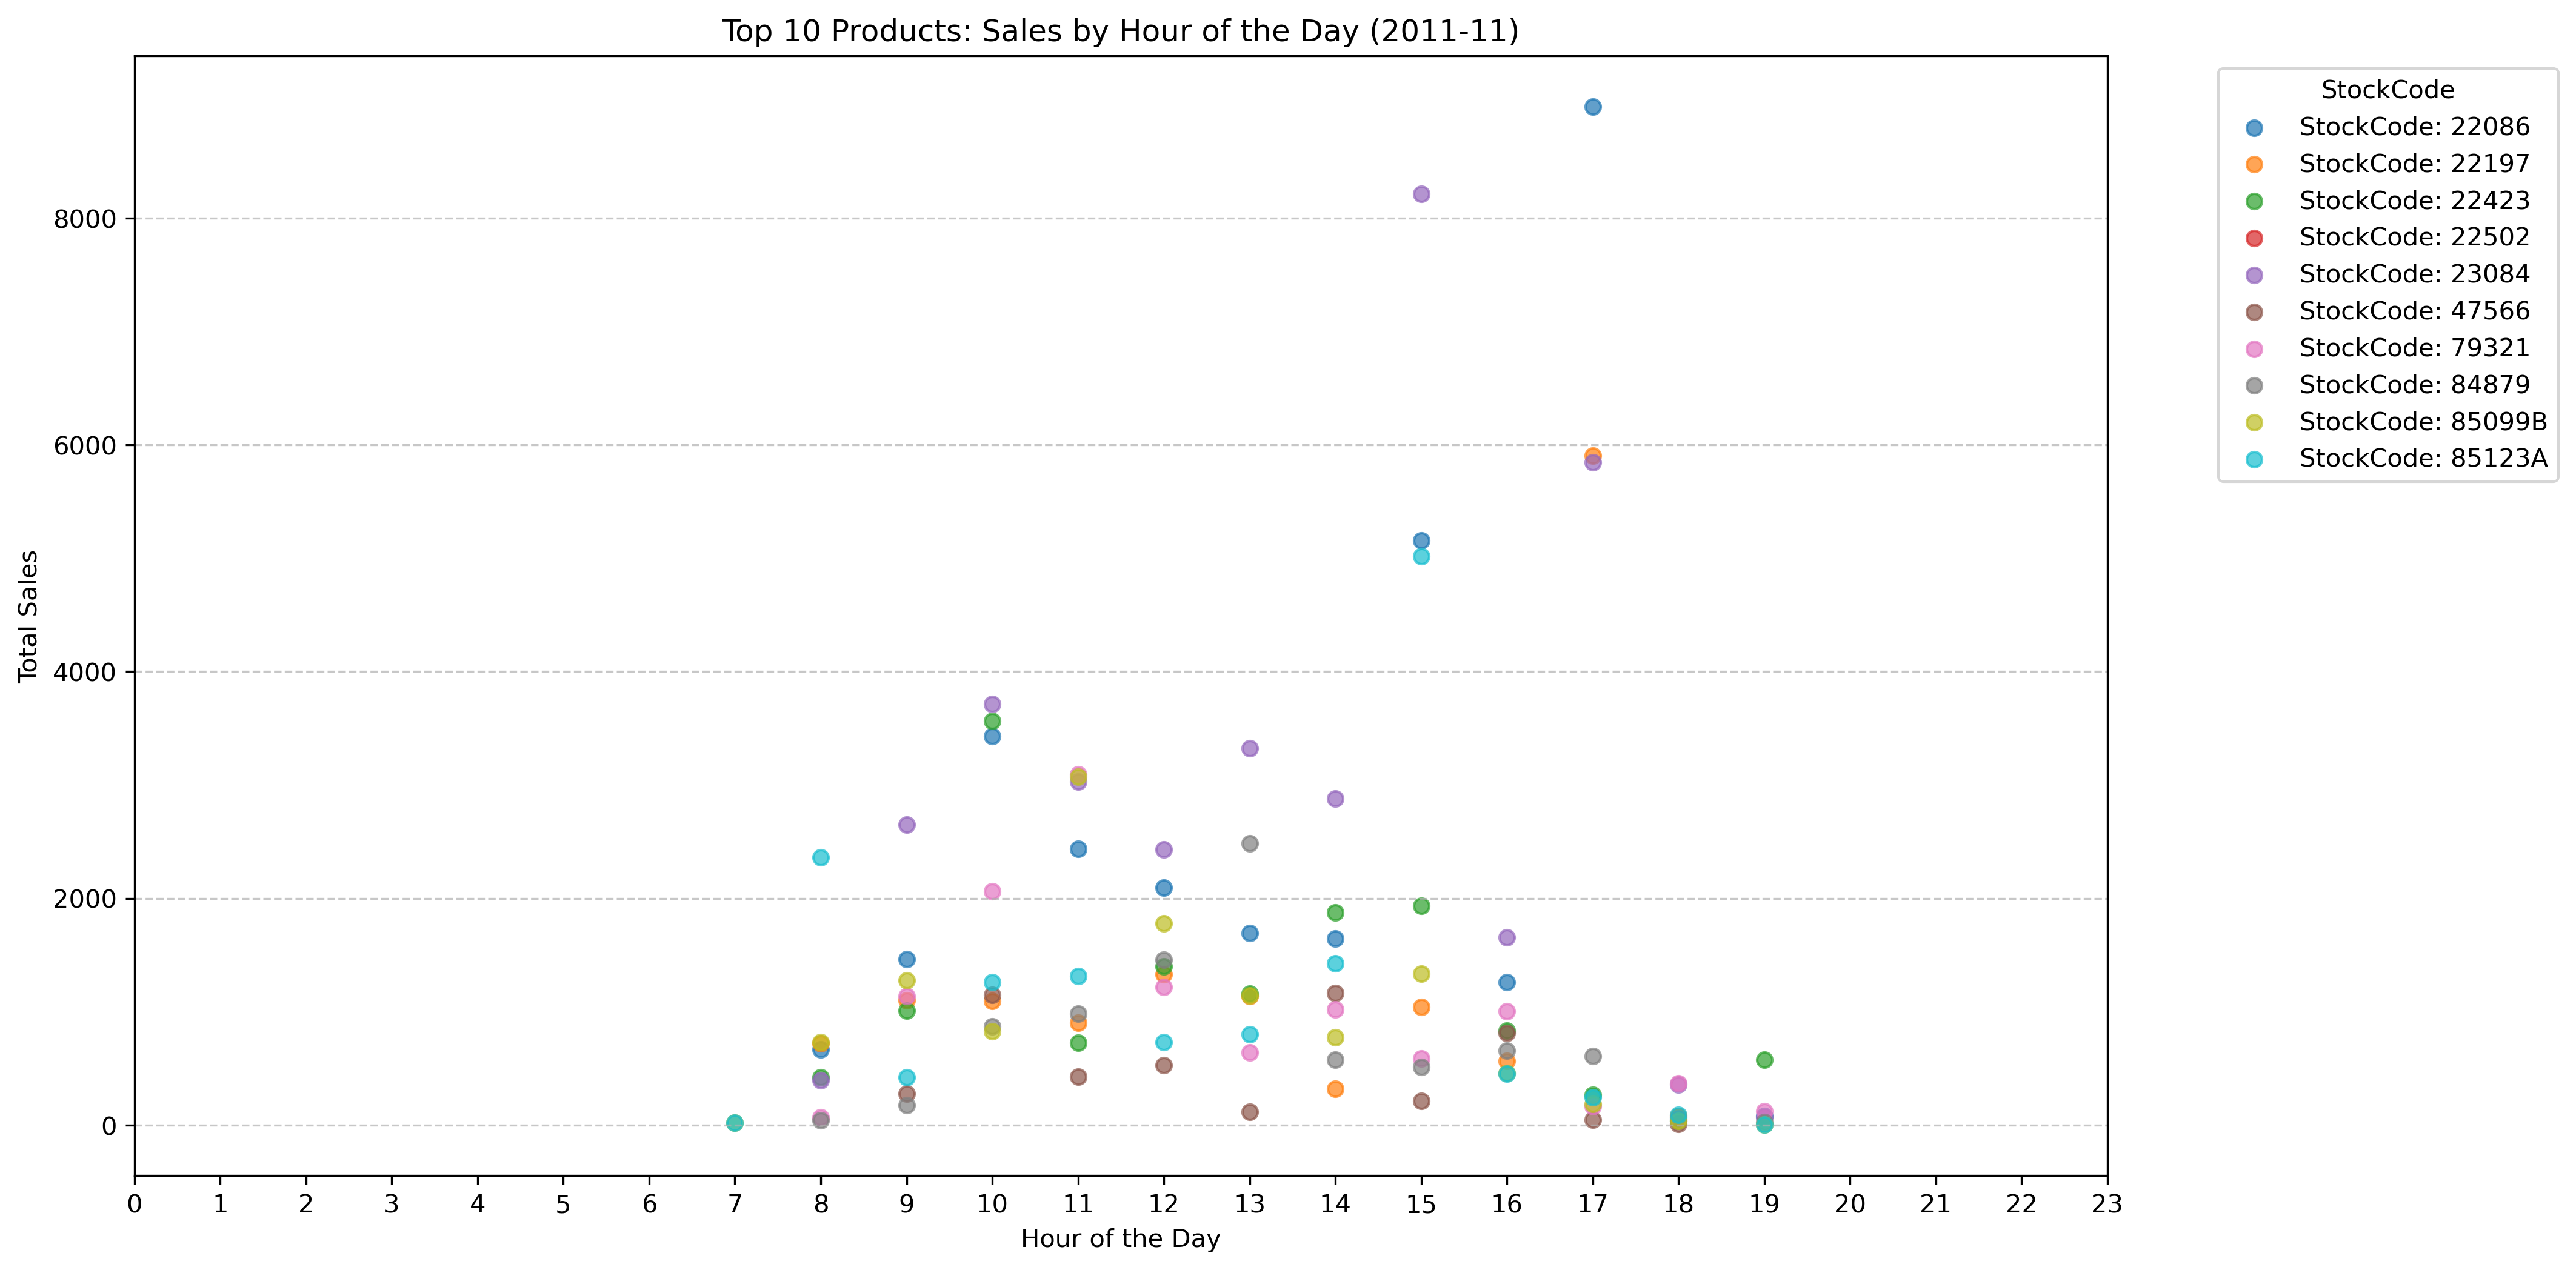 Top 10 Products: Sales by Hour of the Day (2011-11)
StockCode
StockCode: 22086
StockCode: 22197
StockCode: 22423
StockCode: 22502
StockCode: 23084
StockCode: 47566
StockCode: 79321
StockCode: 84879
StockCode: 85099B
StockCode: 85123A
Total Sales
8000
6000
4000
2000
0
0 1 2 3 4 5 6 7 8 9 10 11 12 13 14 15 16 17 18 19 20 21 22 23
Hour of the Day